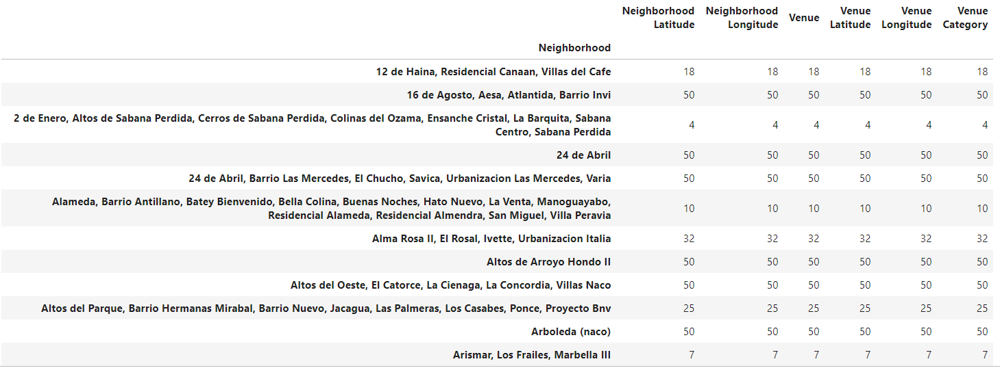 Neighborhood Latitude Neighborhood Longitude Venue Venue Latitude Venue Longitude Venue Category
Neighborhood
12 de Haina, Residencial Canaan, Villas del Cafe 18 18 18 18 18 18
16 de Agosto, Aesa, Atlantida, Barrio Invi 50 50 50 50 50 50
2 de Enero, Altos de Sabana Perdida, Cerros de Sabana Perdida, Colinas del Ozama, Ensanche Cristal, La Barquita, Sabana
Centro, Sabana Perdida 4 4 4 4 4 4
24 de Abril 50 50 50 50 50 50
24 de Abril, Barrio Las Mercedes, El Chucho, Savica, Urbanizacion Las Mercedes, Varia 50 50 50 50 50 50
Alameda, Barrio Antillano, Batey Bienvenido, Bella Colina, Buenas Noches, Hato Nuevo, La Venta, Manoguayabo,
Residencial Alameda, Residencial Almendra, San Miguel, Villa Peravia 10 10 10 10 10 10
Alma Rosa II, El Rosal, Ivette, Urbanizacion Italia 32 32 32 32 32 32
Altos de Arroyo Hondo II 50 50 50 50 50 50
Altos del Oeste, El Catorce, La Cienaga, La Concordia, Villas Naco 50 50 50 50 50 50
Altos del Parque, Barrio Hermanas Mirabal, Barrio Nuevo, Jacagua, Las Palmeras, Los Casabes, Ponce, Proyecto Bnv 25 25 25 25 25 25
Arboleda (naco) 50 50 50 50 50 50
Arismar, Los Frailes, Marbella III 7 7 7 7 7 7